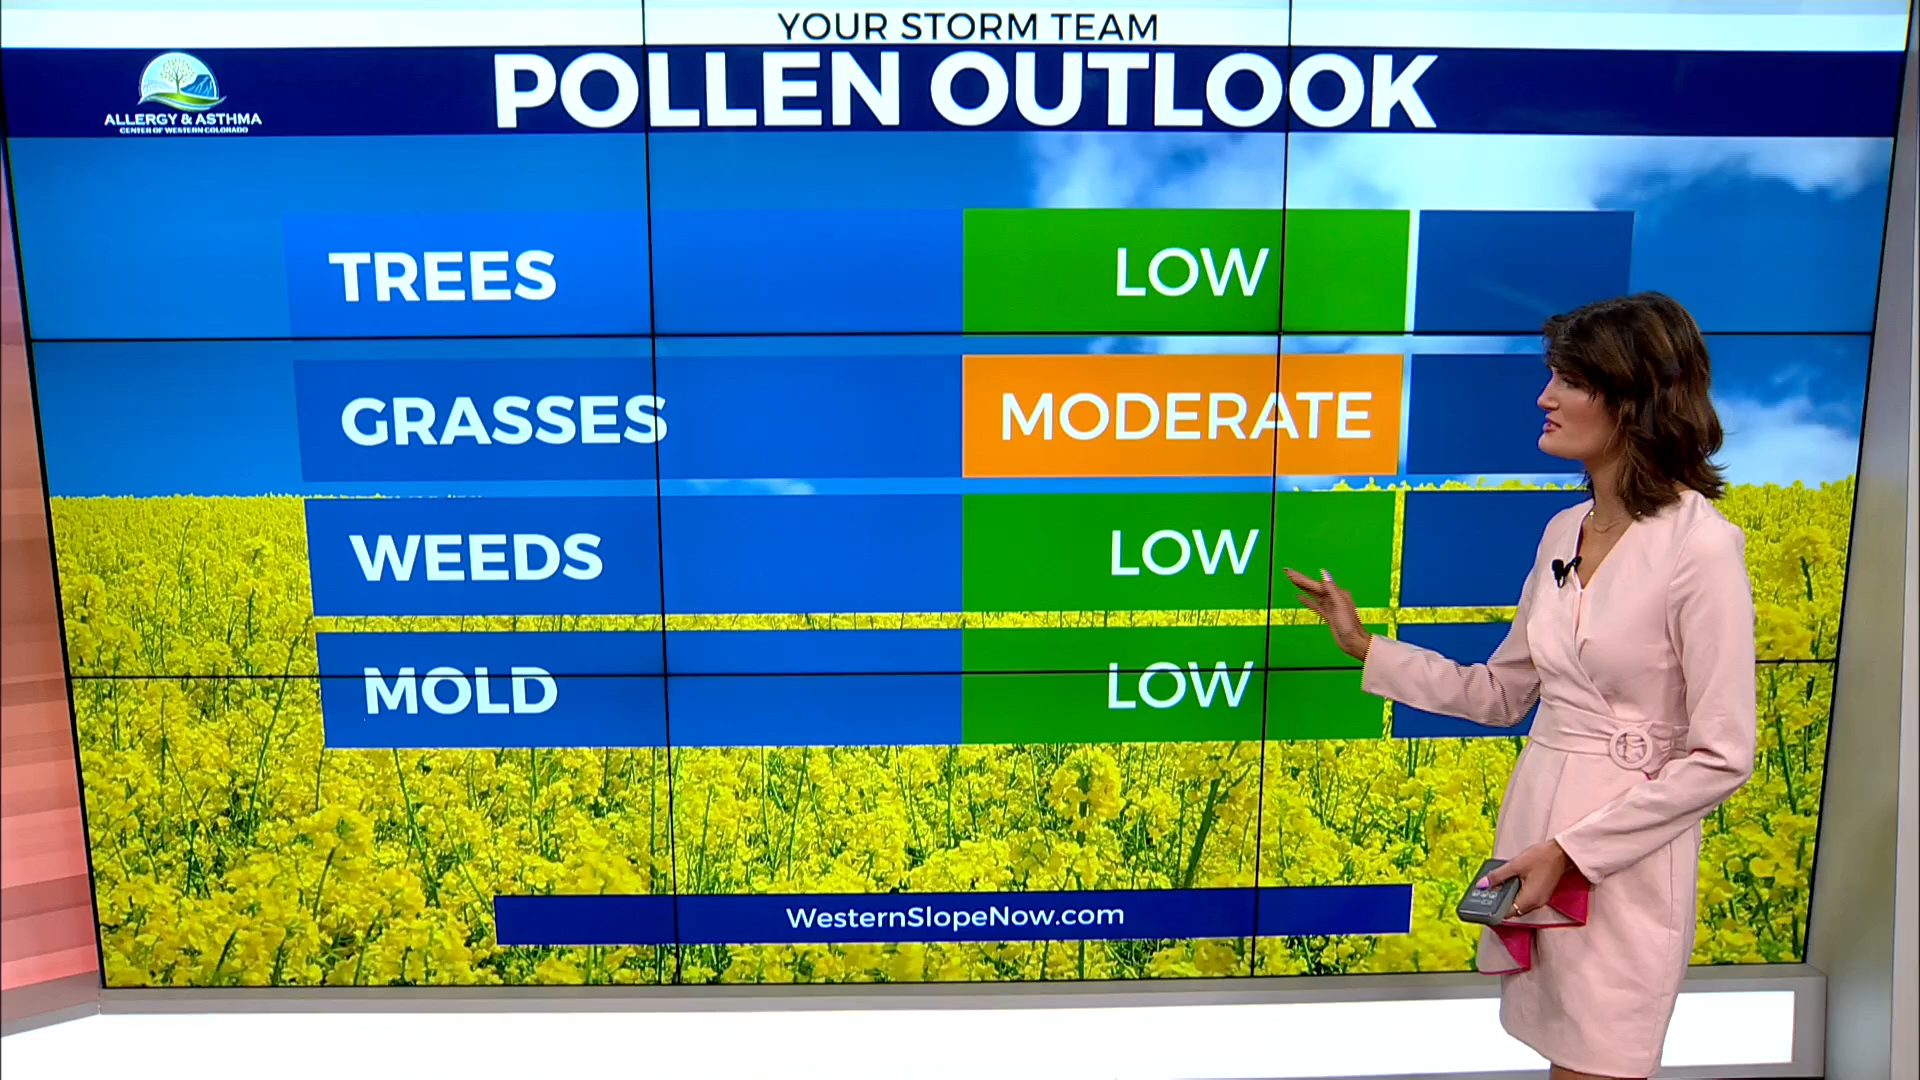 YOUR STORM TEAM
POLLEN OUTLOOK
ALLERGY & ASTHMA
CENTER OF WESTERN COLORADO
TREES
LOW
GRASSES
MODERATE
WEEDS
LOW
MOLD
LOW
WesternSlopeNow.com